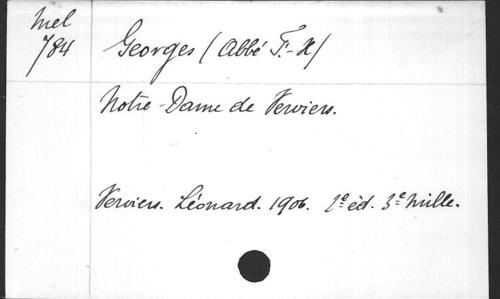 Mel
784
Georges (Abbé F.-X)
Notre-Dame de Verviers.
Verviers. Léonard. 1906. 2e éd. 3e mille.